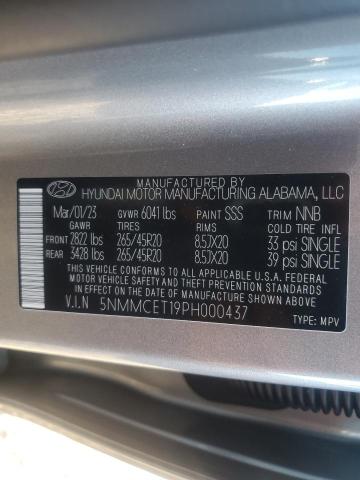 MANUFACTURED BY
HYUNDAI MOTOR MANUFACTURING ALABAMA, LLC
Mar/01/23 GVWR 6041 lbs PAINT SSS TRIM NNB
GAWR TIRES RIMS COLD TIRE INFL
FRONT 2822 lbs 265/45R20 8.5JX20 33 psi SINGLE
REAR 3428 lbs 265/45R20 8.5JX20 39 psi SINGLE
THIS VEHICLE CONFORMS TO ALL APPLICABLE U.S.A. FEDERAL
MOTOR VEHICLE SAFETY AND THEFT PREVENTION STANDARDS
IN EFFECT ON THE DATE OF MANUFACTURE SHOWN ABOVE
V.I.N 5NMMCET19PH000437
TYPE: MPV